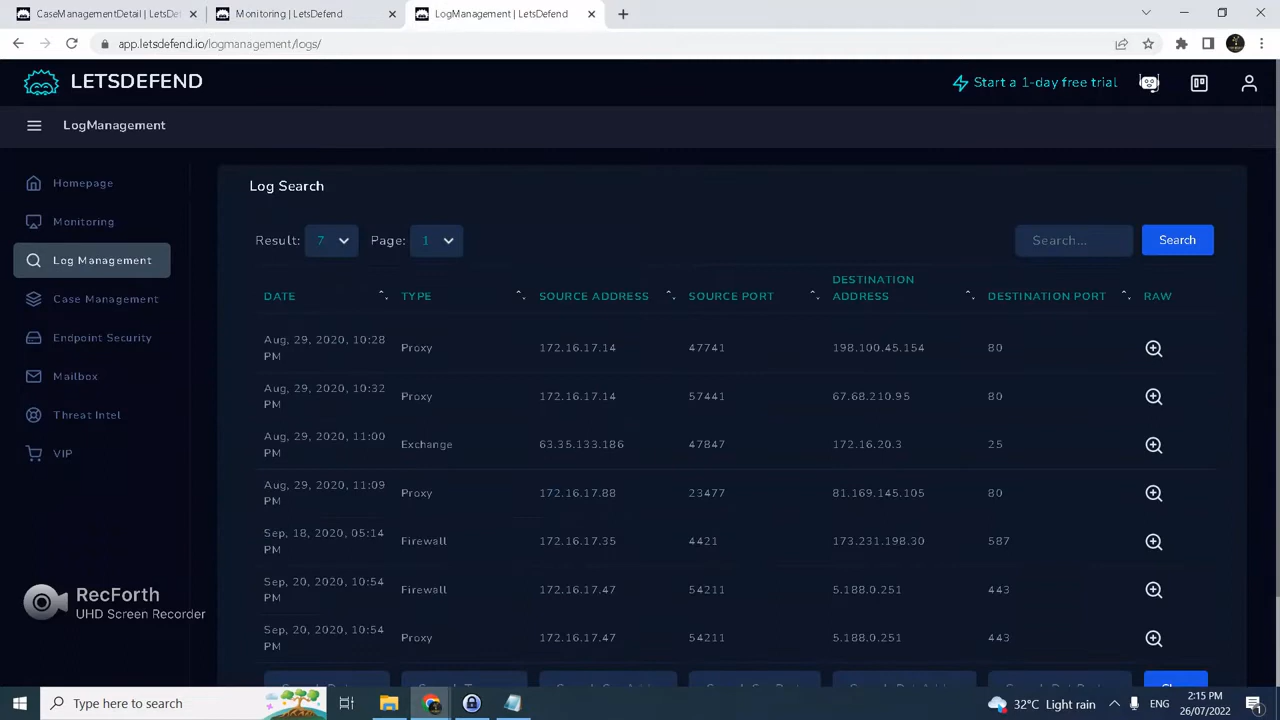 CaseManagementDetail | LetsDef
Monitoring | LetsDefend
LogManagement | LetsDefend
app.letsdefend.io/logmanagement/logs/
LETSDEFEND
Start a 1-day free trial
LogManagement
Homepage
Monitoring
Log Management
Case Management
Endpoint Security
Mailbox
Threat Intel
VIP
Log Search
Result: 7 Page: 1
Search... Search
DATE TYPE SOURCE ADDRESS SOURCE PORT DESTINATION ADDRESS DESTINATION PORT RAW
Aug, 29, 2020, 10:28 PM Proxy 172.16.17.14 47741 198.100.45.154 80
Aug, 29, 2020, 10:32 PM Proxy 172.16.17.14 57441 67.68.210.95 80
Aug, 29, 2020, 11:00 PM Exchange 63.35.133.186 47847 172.16.20.3 25
Aug, 29, 2020, 11:09 PM Proxy 172.16.17.88 23477 81.169.145.105 80
Sep, 18, 2020, 05:14 PM Firewall 172.16.17.35 4421 173.231.198.30 587
Sep, 20, 2020, 10:54 PM Firewall 172.16.17.47 54211 5.188.0.251 443
Sep, 20, 2020, 10:54 PM Proxy 172.16.17.47 54211 5.188.0.251 443
RecForth
UHD Screen Recorder
Type here to search
32°C Light rain
ENG
2:15 PM
26/07/2022
1